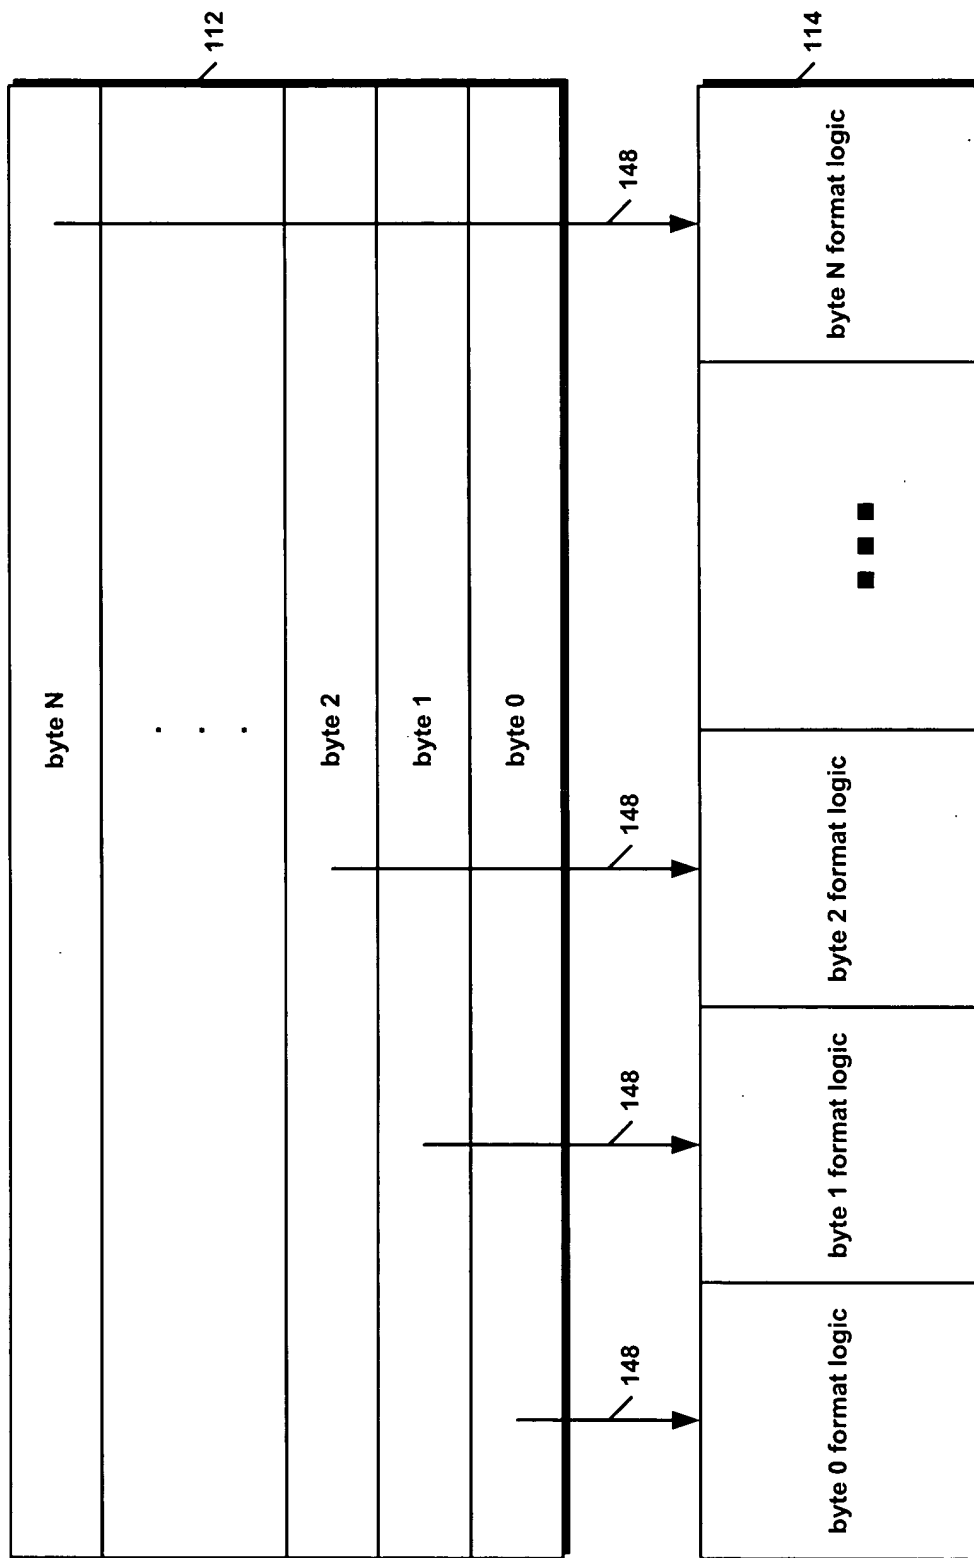 byte N
112
. . .
byte 2
byte 1
byte 0
148
148
148
148
114
byte 0 format logic
byte 1 format logic
byte 2 format logic
byte N format logic